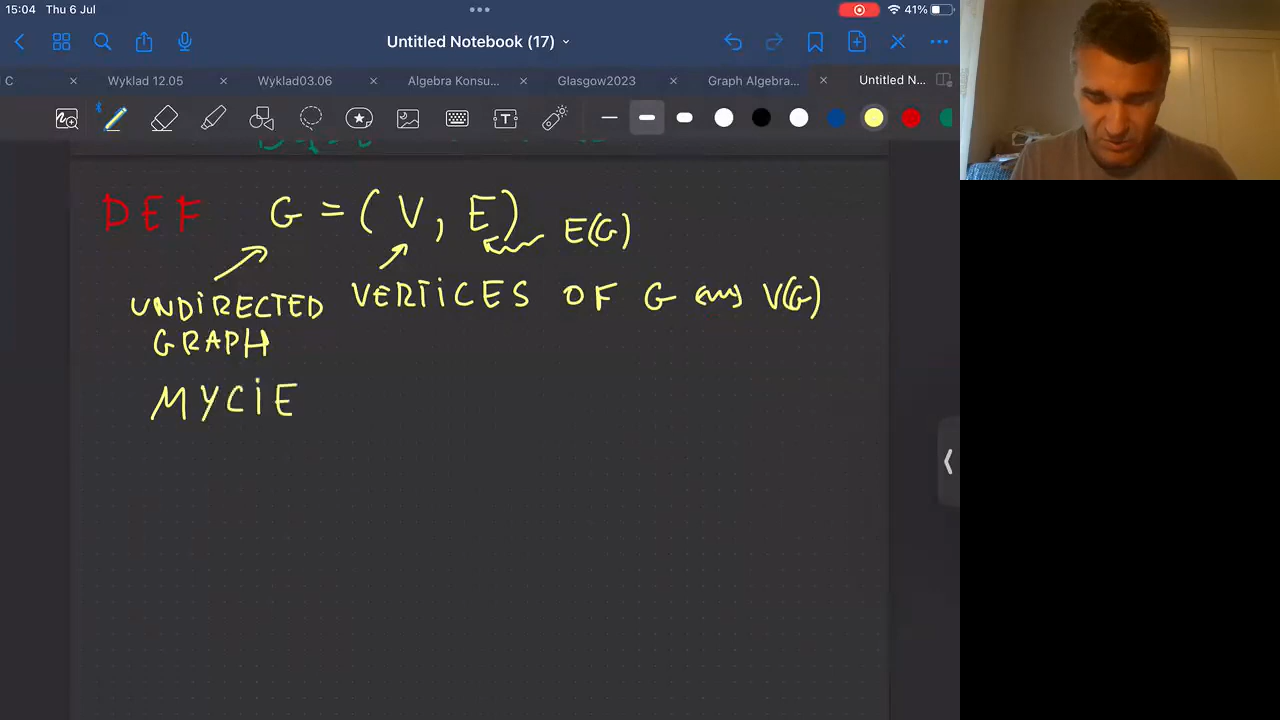 15:04 Thu 6 Jul 41%
Untitled Notebook (17)
C Wyklad 12.05 Wyklad03.06 Algebra Konsu... Glasgow2023 Graph Algebra... Untitled N...
DEF G = (V, E) E(G)
UNDIRECTED VERTICES OF G V(G)
GRAPH
MYCIE